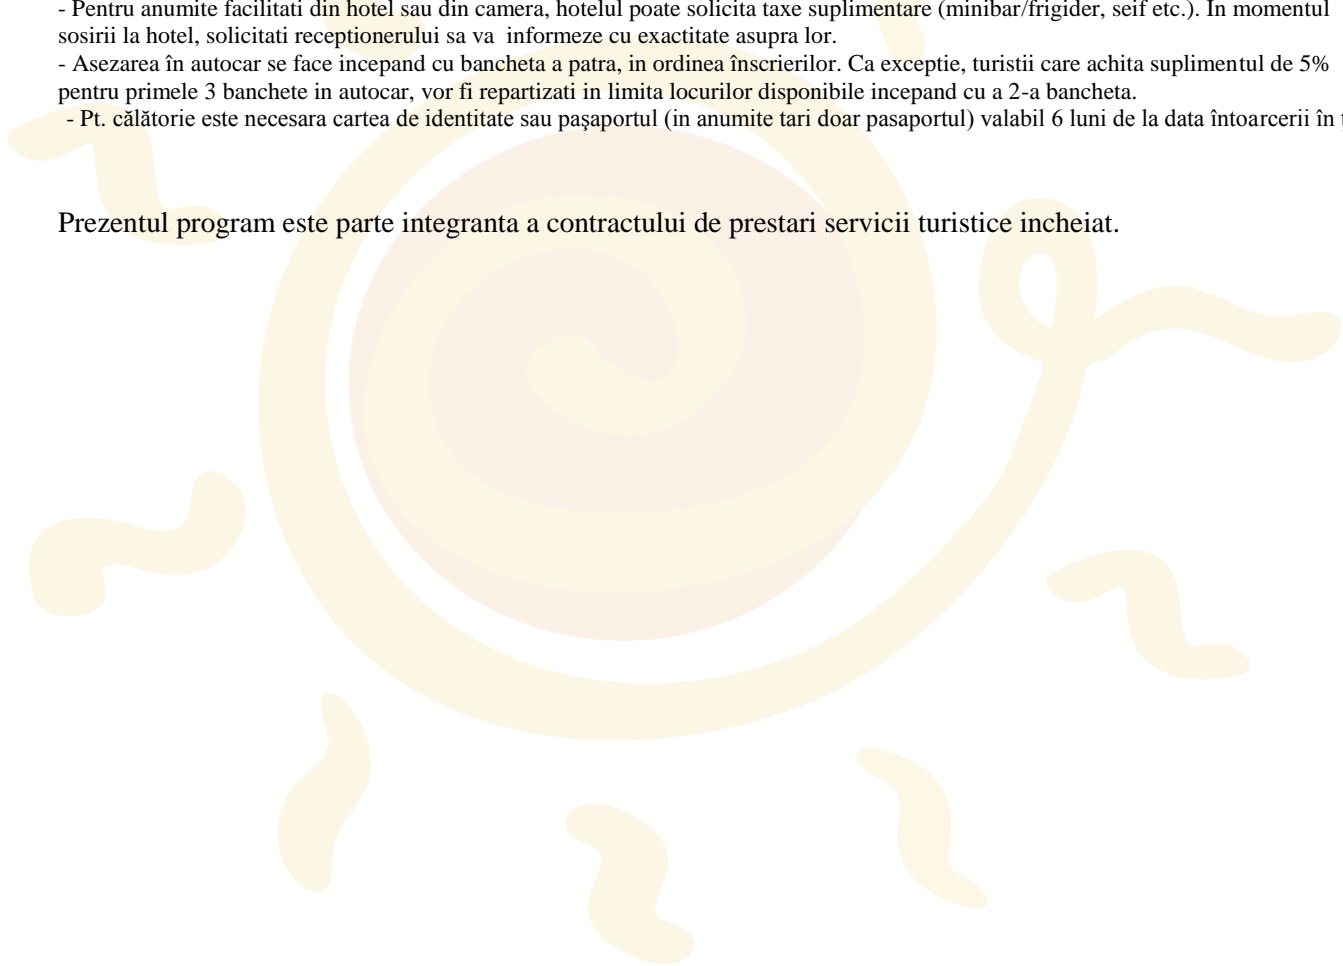 - Pentru anumite facilitati din hotel sau din camera, hotelul poate solicita taxe suplimentare (minibar/frigider, seif etc.). In momentul
sosirii la hotel, solicitati receptionerului sa va  informeze cu exactitate asupra lor.
- Asezarea în autocar se face incepand cu bancheta a patra, in ordinea înscrierilor. Ca exceptie, turistii care achita suplimentul de 5%
pentru primele 3 banchete in autocar, vor fi repartizati in limita locurilor disponibile incepand cu a 2-a bancheta.
- Pt. călătorie este necesara cartea de identitate sau paşaportul (in anumite tari doar pasaportul) valabil 6 luni de la data întoarcerii în
Prezentul program este parte integranta a contractului de prestari servicii turistice incheiat.